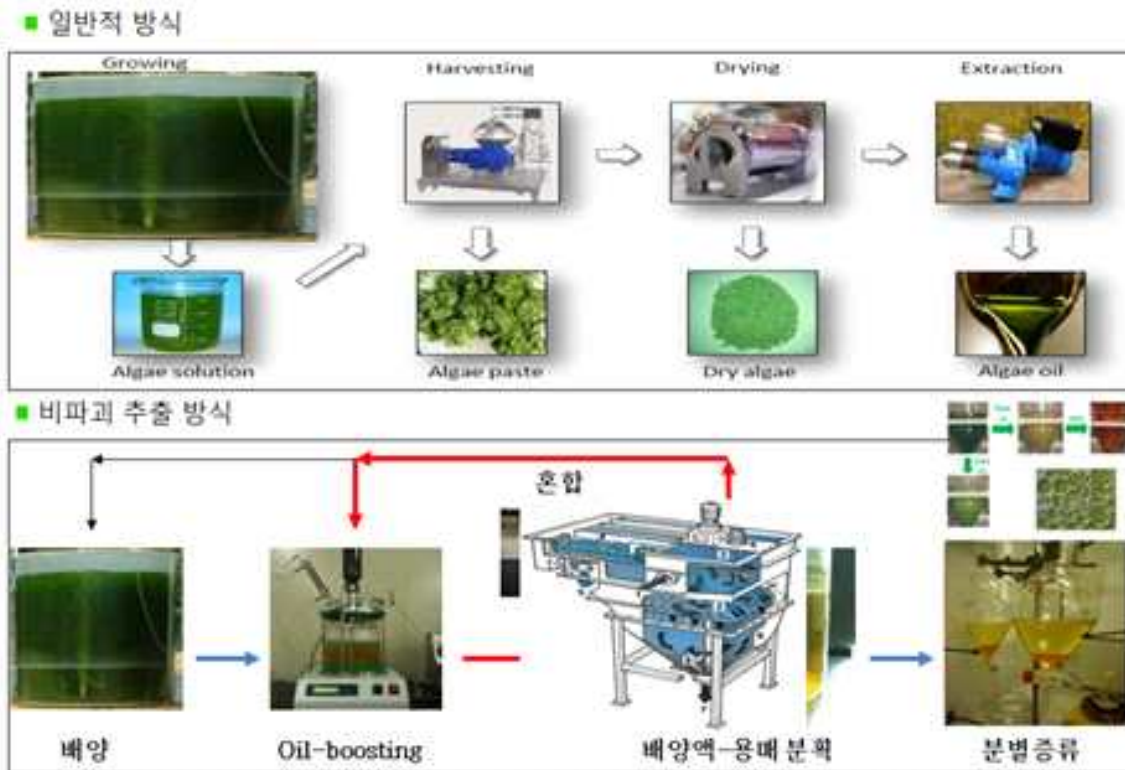 일반적 방식
Growing
Harvesting
Drying
Extraction
Algae solution
Algae paste
Dry algae
Algae oil
비파괴 추출 방식
혼합
배양
Oil-boosting
배양액-용매 분획
분별증류